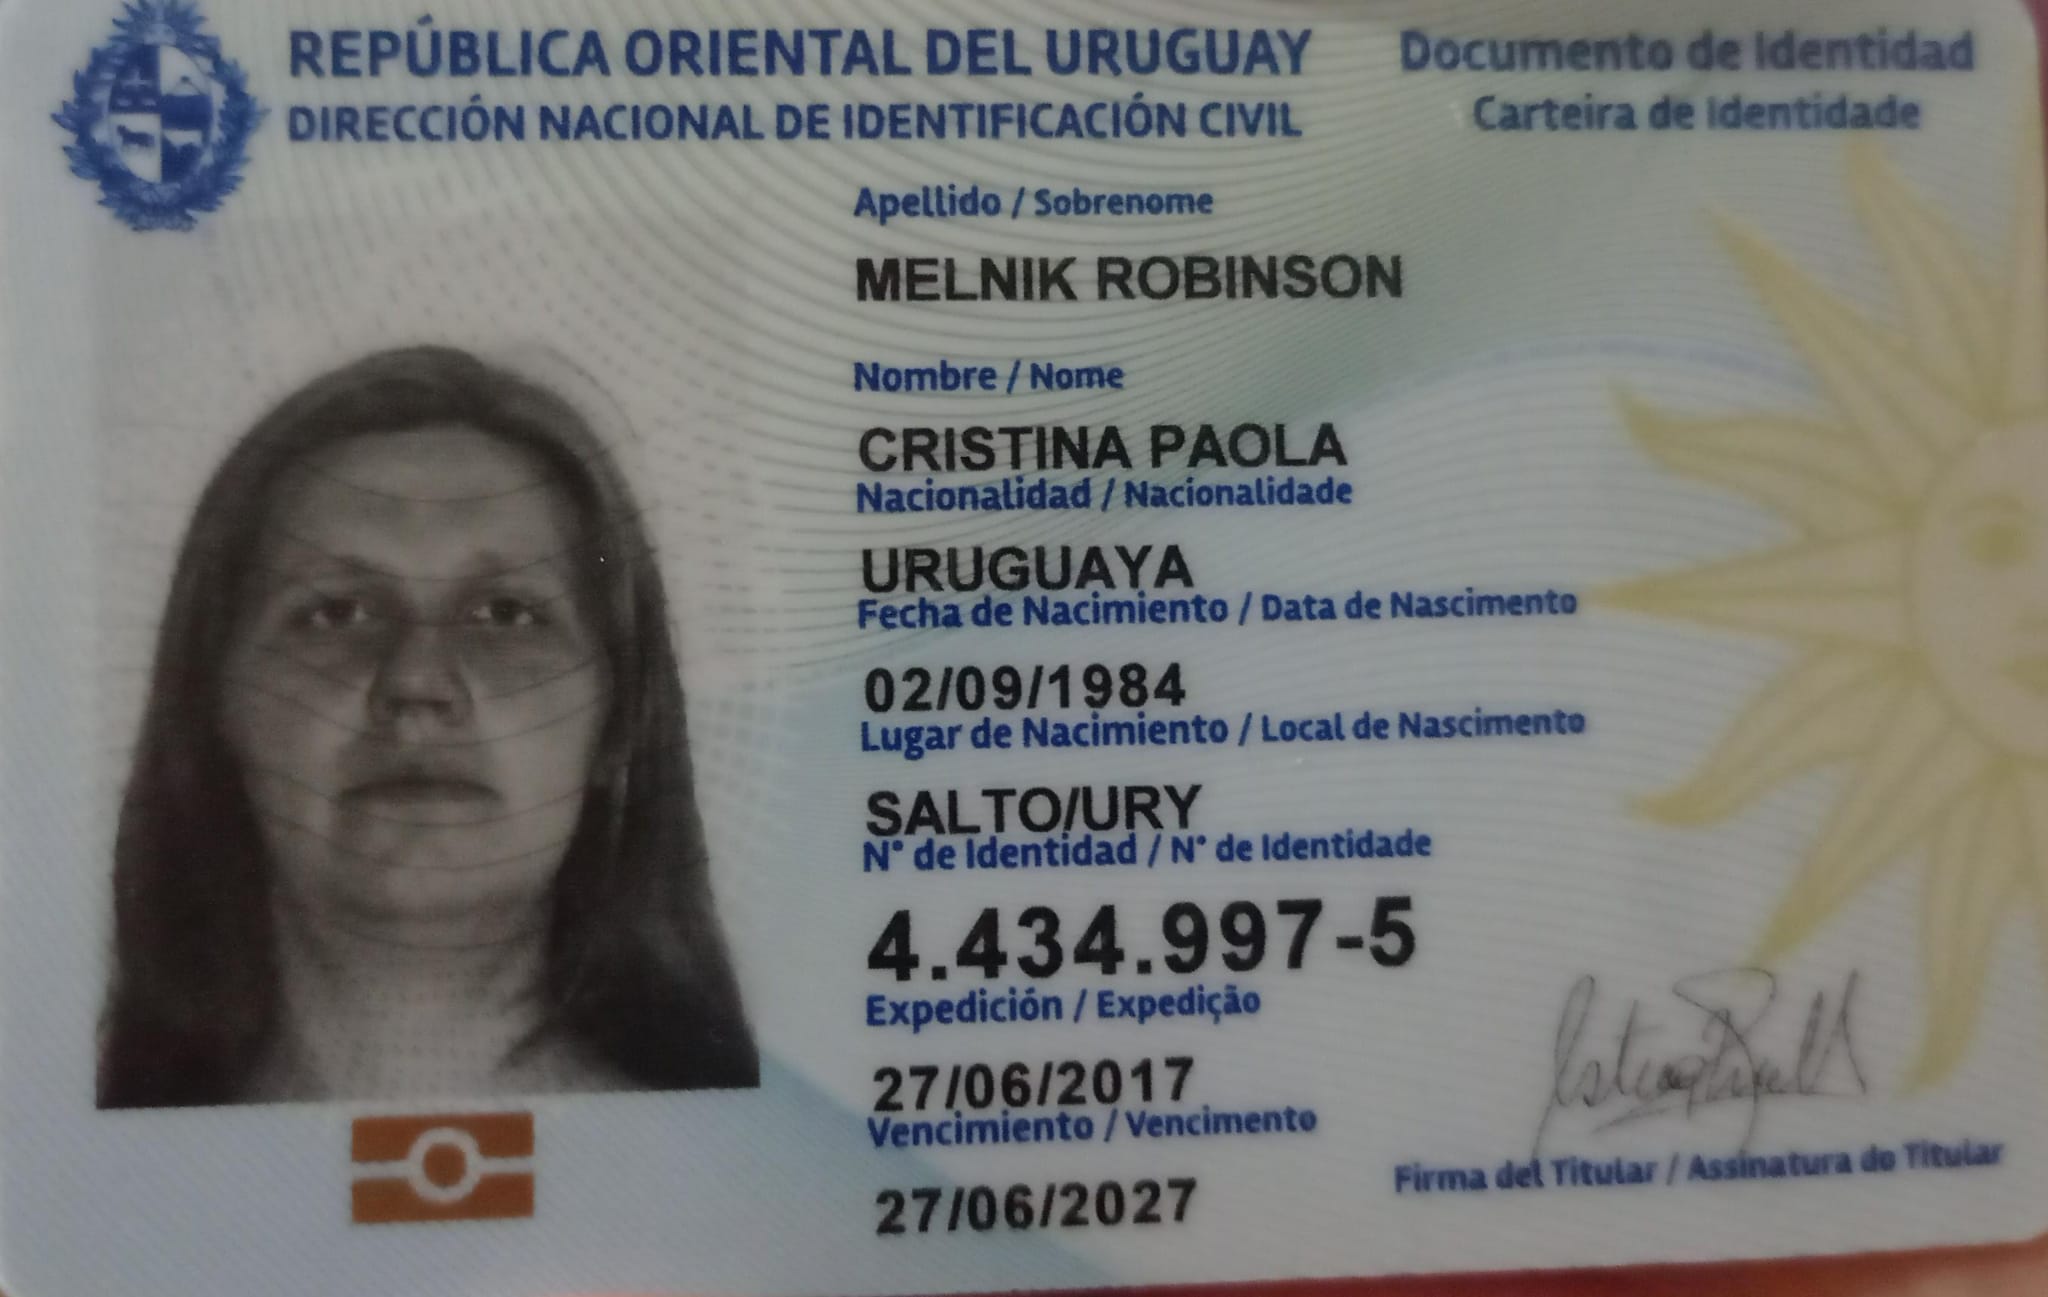 REPÚBLICA ORIENTAL DEL URUGUAY
DIRECCIÓN NACIONAL DE IDENTIFICACIÓN CIVIL
Documento de Identidad
Carteira de Identidade
Apellido / Sobrenome
MELNIK ROBINSON
Nombre / Nome
CRISTINA PAOLA
Nacionalidad / Nacionalidade
URUGUAYA
Fecha de Nacimiento / Data de Nascimento
02/09/1984
Lugar de Nacimiento / Local de Nascimento
SALTO/URY
N° de Identidad / N° de Identidade
4.434.997-5
Expedición / Expedição
27/06/2017
Vencimiento / Vencimento
27/06/2027
Firma del Titular / Assinatura do Titular